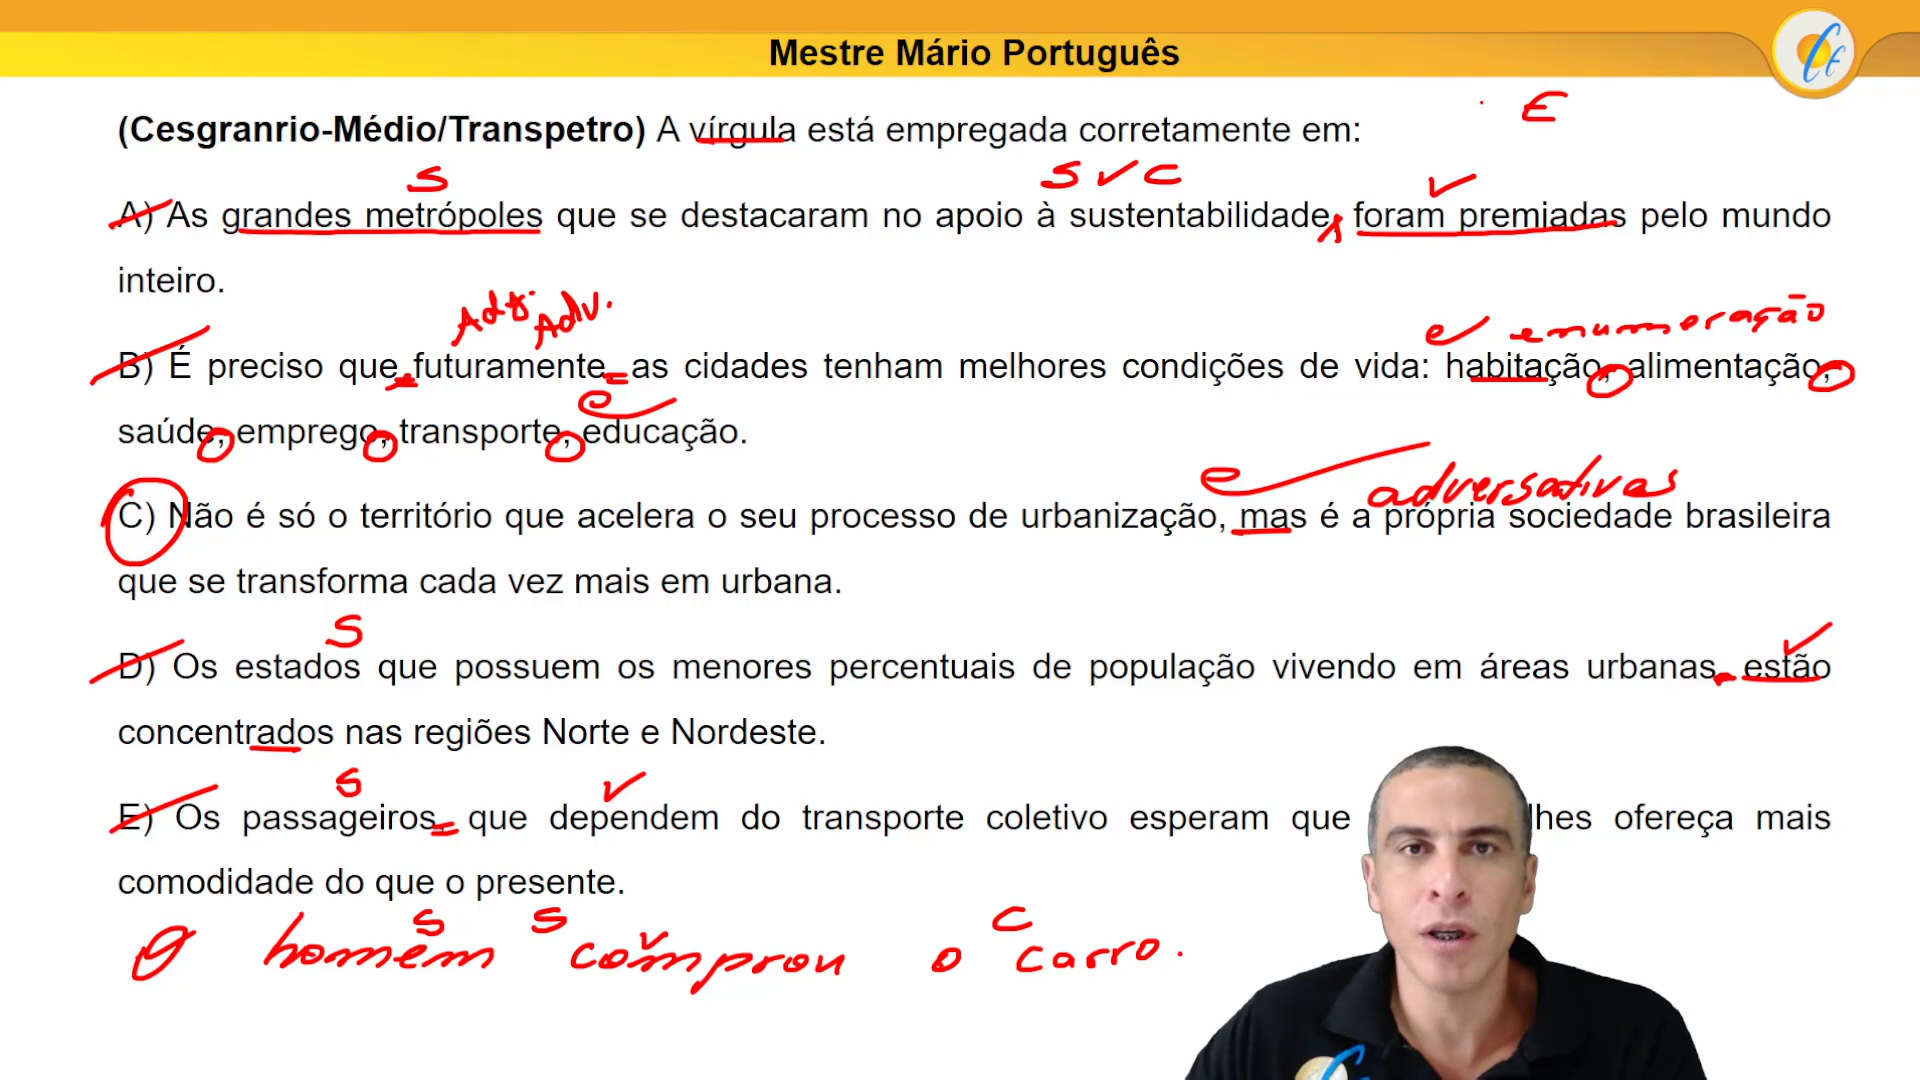 Mestre Mário Português
(Cesgranrio-Médio/Transpetro) A vírgula está empregada corretamente em:
E
S
S V C
V
A) As grandes metrópoles que se destacaram no apoio à sustentabilidade, foram premiadas pelo mundo
inteiro.
Adj. Adv.
enumeração
B) É preciso que, futuramente, as cidades tenham melhores condições de vida: habitação, alimentação,
saúde, emprego, transporte, educação.
adversativas
C) Não é só o território que acelera o seu processo de urbanização, mas é a própria sociedade brasileira
que se transforma cada vez mais em urbana.
S
V
D) Os estados que possuem os menores percentuais de população vivendo em áreas urbanas, estão
concentrados nas regiões Norte e Nordeste.
S
V
E) Os passageiros, que dependem do transporte coletivo esperam que lhes ofereça mais
comodidade do que o presente.
S S V C
O homem comprou o carro.